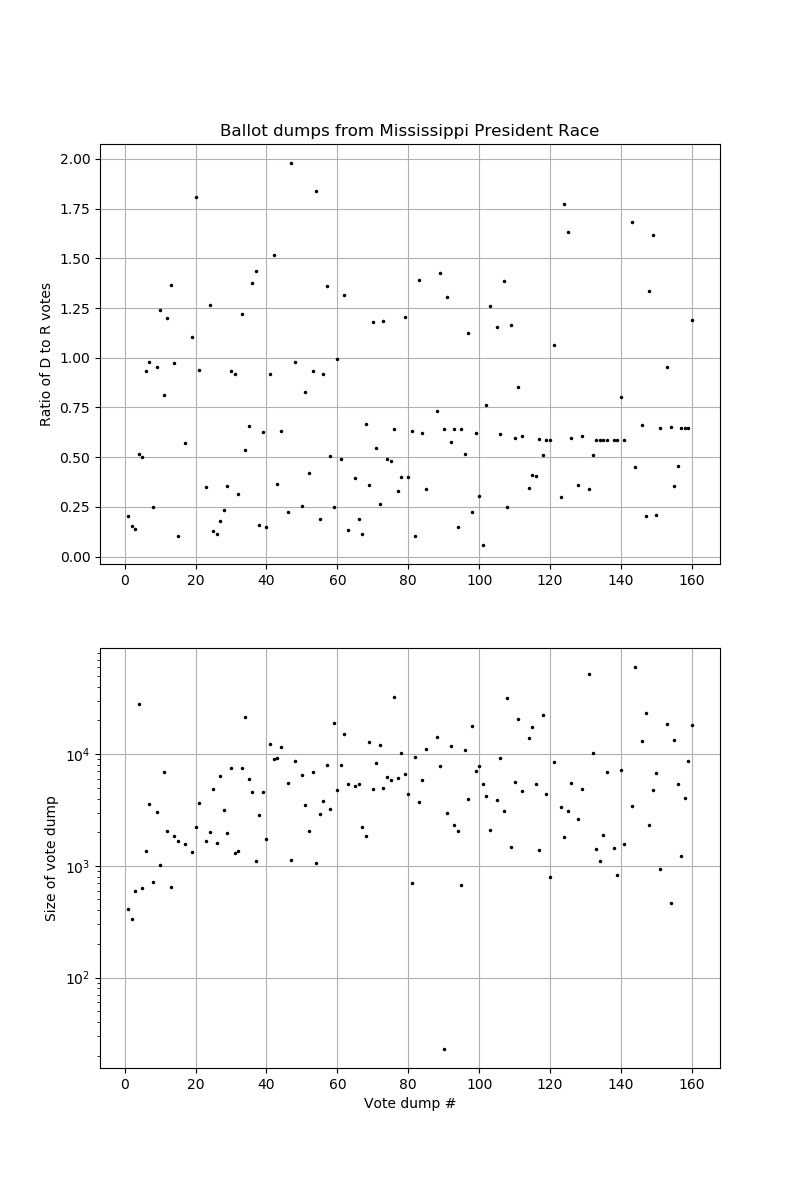 Ballot dumps from Mississippi President Race
2.00
1.75
1.50
1.25
1.00
0.75
0.50
0.25
0.00
Ratio of D to R votes
0 20 40 60 80 100 120 140 160
10^4
10^3
10^2
Size of vote dump
0 20 40 60 80 100 120 140 160
Vote dump #